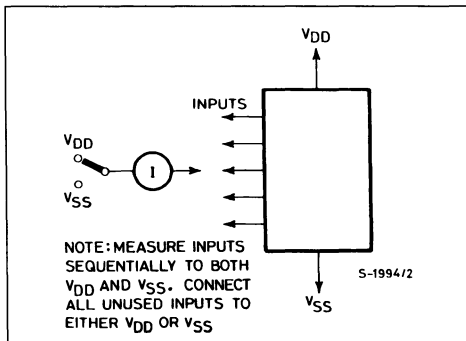 VDD
INPUTS
VDD
I
VSS
NOTE: MEASURE INPUTS
SEQUENTIALLY TO BOTH
VDD AND VSS. CONNECT
ALL UNUSED INPUTS TO
EITHER VDD OR VSS
S-1994/2
VSS